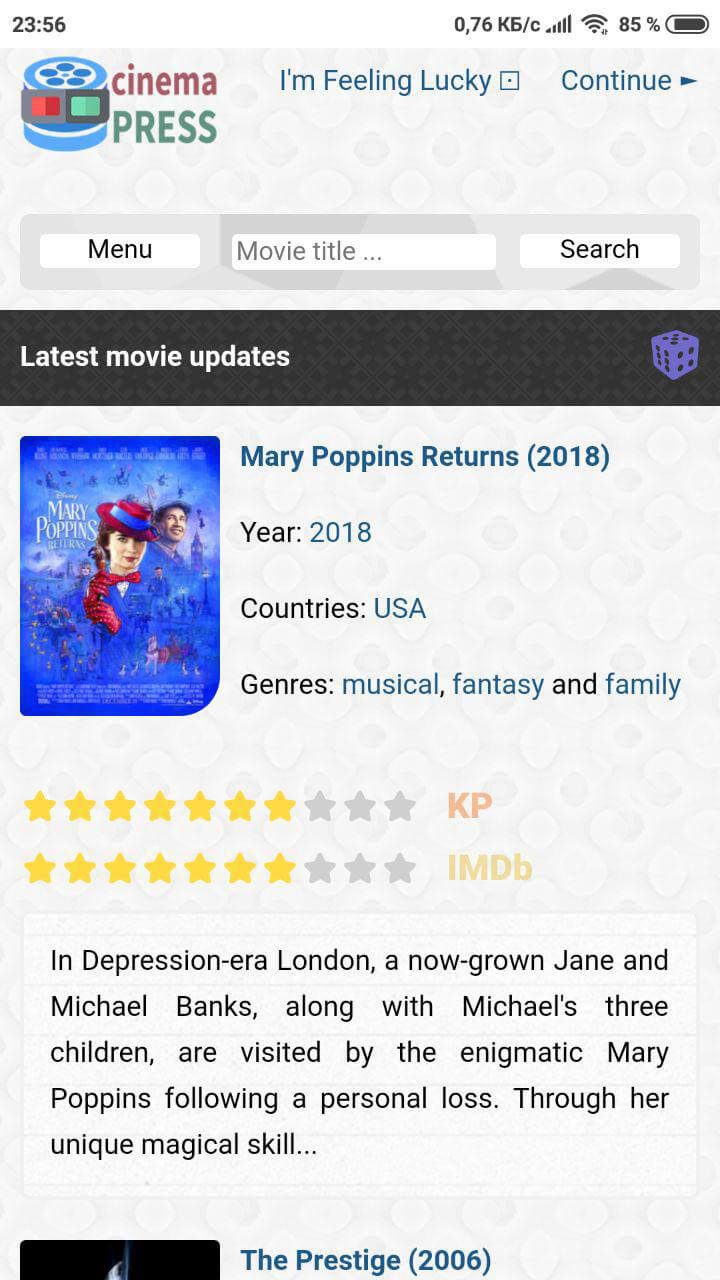 23:56 0,76 КБ/с 85 %
cinema
PRESS
I'm Feeling Lucky Continue ►
Menu Movie title ... Search
Latest movie updates
Disney
MARY
POPPINS
RETURNS
Mary Poppins Returns (2018)
Year: 2018
Countries: USA
Genres: musical, fantasy and family
KP
IMDb
In Depression-era London, a now-grown Jane and
Michael Banks, along with Michael's three
children, are visited by the enigmatic Mary
Poppins following a personal loss. Through her
unique magical skill...
The Prestige (2006)